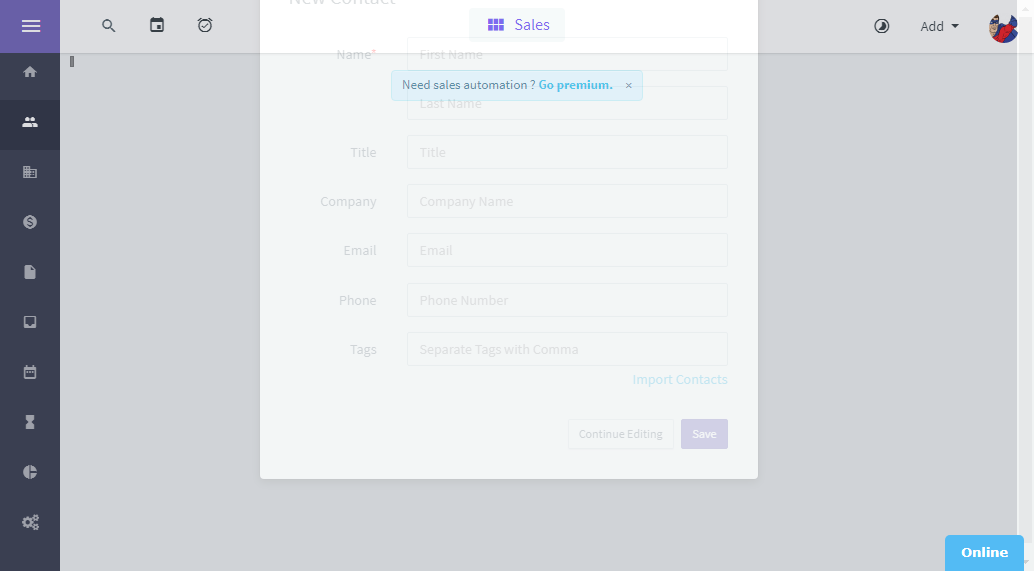 New Contact
Sales
Add
Name*
First Name
Need sales automation ? Go premium. ×
Last Name
Title
Title
Company
Company Name
Email
Email
Phone
Phone Number
Tags
Separate Tags with Comma
Import Contacts
Continue Editing
Save
Online